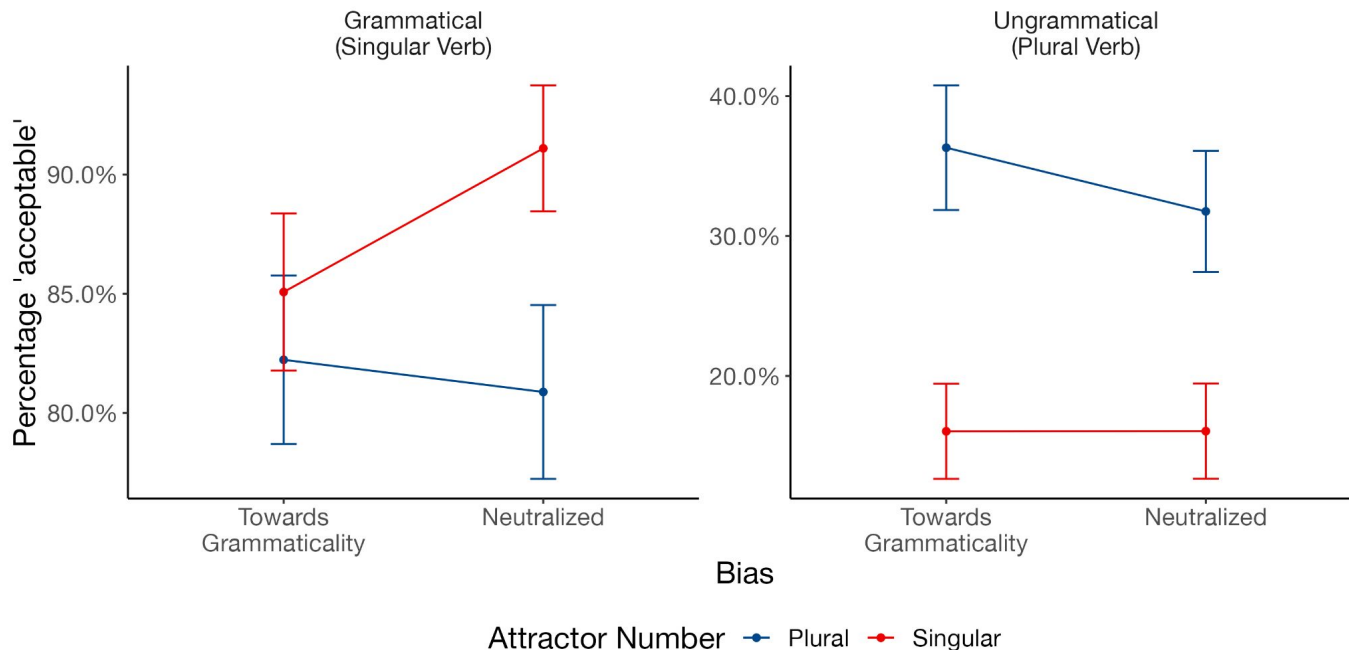 Grammatical
(Singular Verb)
Ungrammatical
(Plural Verb)
Percentage 'acceptable'
90.0%
85.0%
80.0%
40.0%
30.0%
20.0%
Towards
Grammaticality
Neutralized
Towards
Grammaticality
Neutralized
Bias
Attractor Number Plural Singular